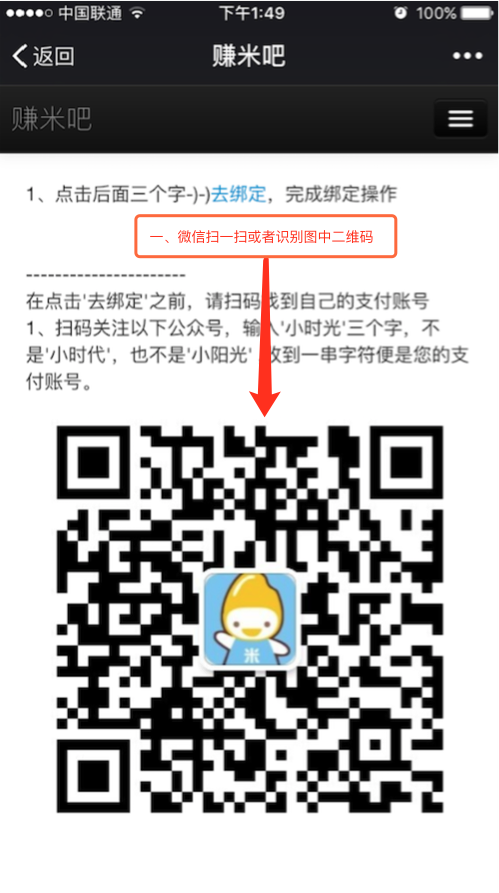 中国联通
下午1:49
100%
返回
赚米吧
赚米吧
1、点击后面三个字-)-)去绑定，完成绑定操作
一、微信扫一扫或者识别图中二维码
----------------------
在点击'去绑定'之前，请扫码找到自己的支付账号
1、扫码关注以下公众号，输入'小时光'三个字，不
是'小时代'，也不是'小阳光' 收到一串字符便是您的支
付账号。
米